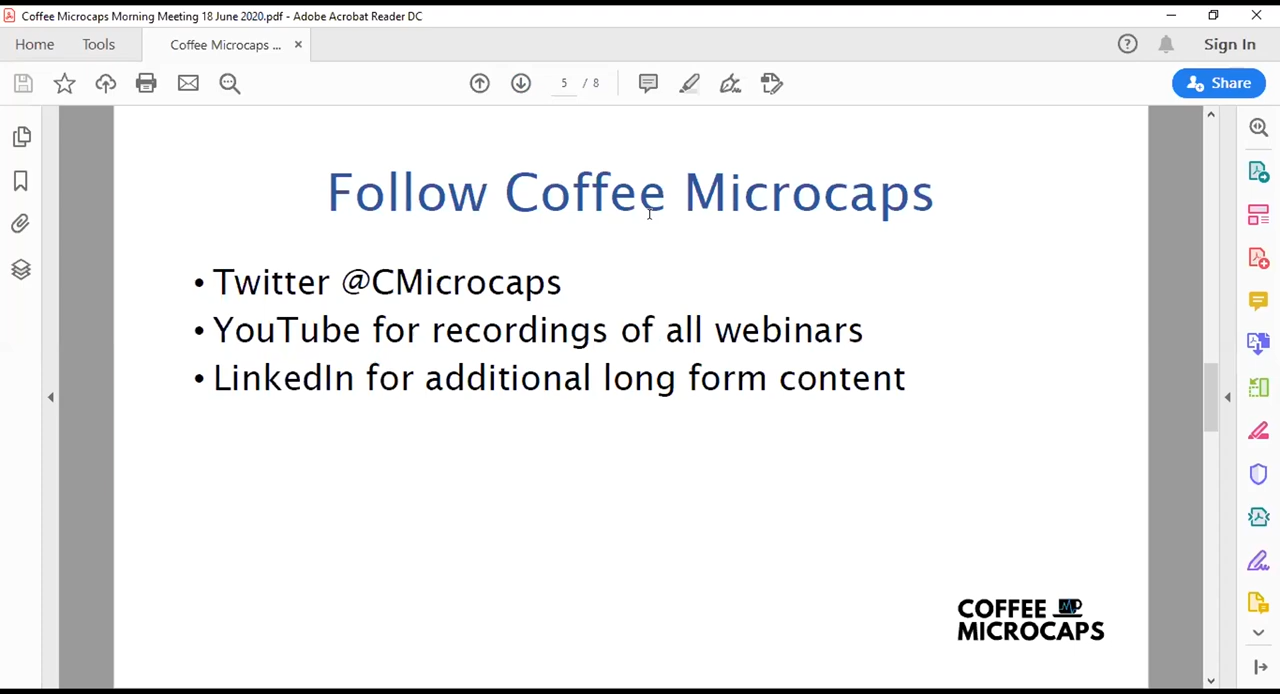 Coffee Microcaps Morning Meeting 18 June 2020.pdf - Adobe Acrobat Reader DC
Home Tools Coffee Microcaps ... × Sign In
5 / 8 Share
Follow Coffee Microcaps
• Twitter @CMicrocaps
• YouTube for recordings of all webinars
• LinkedIn for additional long form content
COFFEE
MICROCAPS